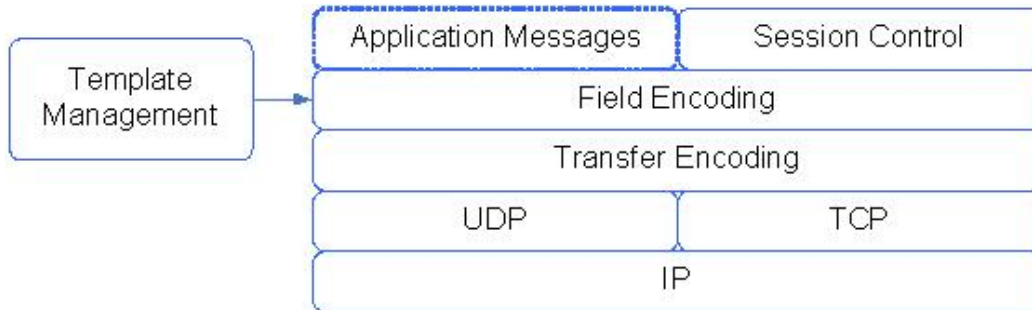 Application Messages
Session Control
Template
Management
Field Encoding
Transfer Encoding
UDP
TCP
IP